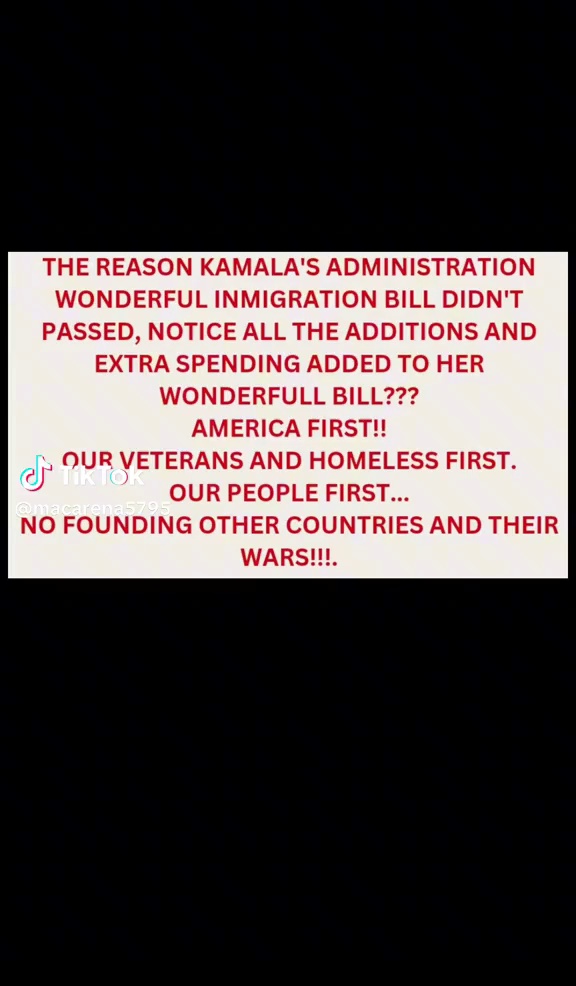 THE REASON KAMALA'S ADMINISTRATION
WONDERFUL INMIGRATION BILL DIDN'T
PASSED, NOTICE ALL THE ADDITIONS AND
EXTRA SPENDING ADDED TO HER
WONDERFULL BILL???
AMERICA FIRST!!
OUR VETERANS AND HOMELESS FIRST.
TikTok
OUR PEOPLE FIRST...
@macarena5795
NO FOUNDING OTHER COUNTRIES AND THEIR
WARS!!!.